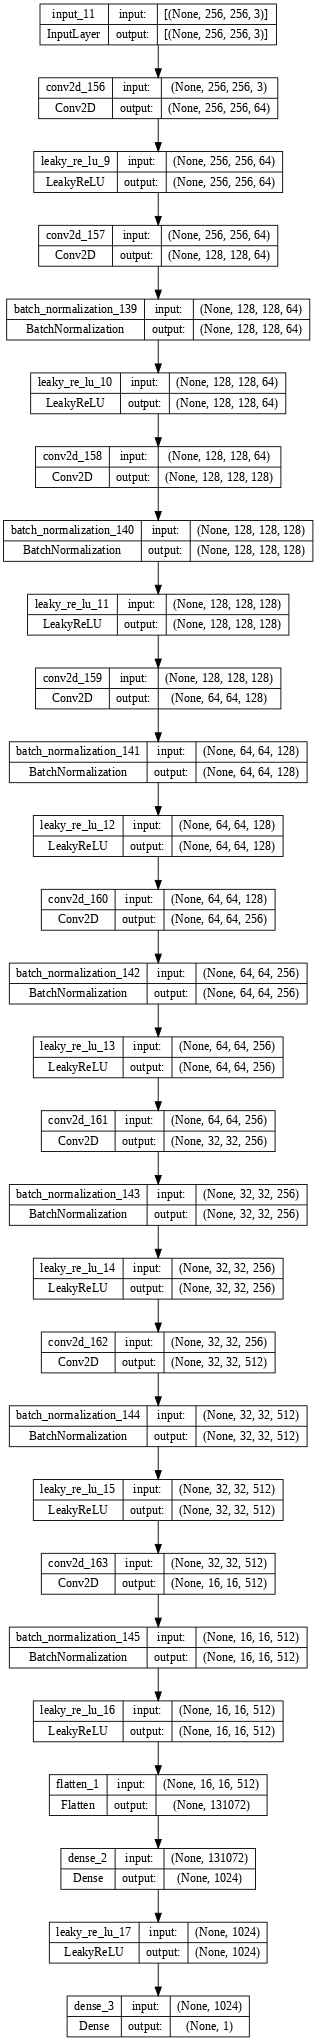 input_11 input: [(None, 256, 256, 3)]
InputLayer output: [(None, 256, 256, 3)]
conv2d_156 input: (None, 256, 256, 3)
Conv2D output: (None, 256, 256, 64)
leaky_re_lu_9 input: (None, 256, 256, 64)
LeakyReLU output: (None, 256, 256, 64)
conv2d_157 input: (None, 256, 256, 64)
Conv2D output: (None, 128, 128, 64)
batch_normalization_139 input: (None, 128, 128, 64)
BatchNormalization output: (None, 128, 128, 64)
leaky_re_lu_10 input: (None, 128, 128, 64)
LeakyReLU output: (None, 128, 128, 64)
conv2d_158 input: (None, 128, 128, 64)
Conv2D output: (None, 128, 128, 128)
batch_normalization_140 input: (None, 128, 128, 128)
BatchNormalization output: (None, 128, 128, 128)
leaky_re_lu_11 input: (None, 128, 128, 128)
LeakyReLU output: (None, 128, 128, 128)
conv2d_159 input: (None, 128, 128, 128)
Conv2D output: (None, 64, 64, 128)
batch_normalization_141 input: (None, 64, 64, 128)
BatchNormalization output: (None, 64, 64, 128)
leaky_re_lu_12 input: (None, 64, 64, 128)
LeakyReLU output: (None, 64, 64, 128)
conv2d_160 input: (None, 64, 64, 128)
Conv2D output: (None, 64, 64, 256)
batch_normalization_142 input: (None, 64, 64, 256)
BatchNormalization output: (None, 64, 64, 256)
leaky_re_lu_13 input: (None, 64, 64, 256)
LeakyReLU output: (None, 64, 64, 256)
conv2d_161 input: (None, 64, 64, 256)
Conv2D output: (None, 32, 32, 256)
batch_normalization_143 input: (None, 32, 32, 256)
BatchNormalization output: (None, 32, 32, 256)
leaky_re_lu_14 input: (None, 32, 32, 256)
LeakyReLU output: (None, 32, 32, 256)
conv2d_162 input: (None, 32, 32, 256)
Conv2D output: (None, 32, 32, 512)
batch_normalization_144 input: (None, 32, 32, 512)
BatchNormalization output: (None, 32, 32, 512)
leaky_re_lu_15 input: (None, 32, 32, 512)
LeakyReLU output: (None, 32, 32, 512)
conv2d_163 input: (None, 32, 32, 512)
Conv2D output: (None, 16, 16, 512)
batch_normalization_145 input: (None, 16, 16, 512)
BatchNormalization output: (None, 16, 16, 512)
leaky_re_lu_16 input: (None, 16, 16, 512)
LeakyReLU output: (None, 16, 16, 512)
flatten_1 input: (None, 16, 16, 512)
Flatten output: (None, 131072)
dense_2 input: (None, 131072)
Dense output: (None, 1024)
leaky_re_lu_17 input: (None, 1024)
LeakyReLU output: (None, 1024)
dense_3 input: (None, 1024)
Dense output: (None, 1)